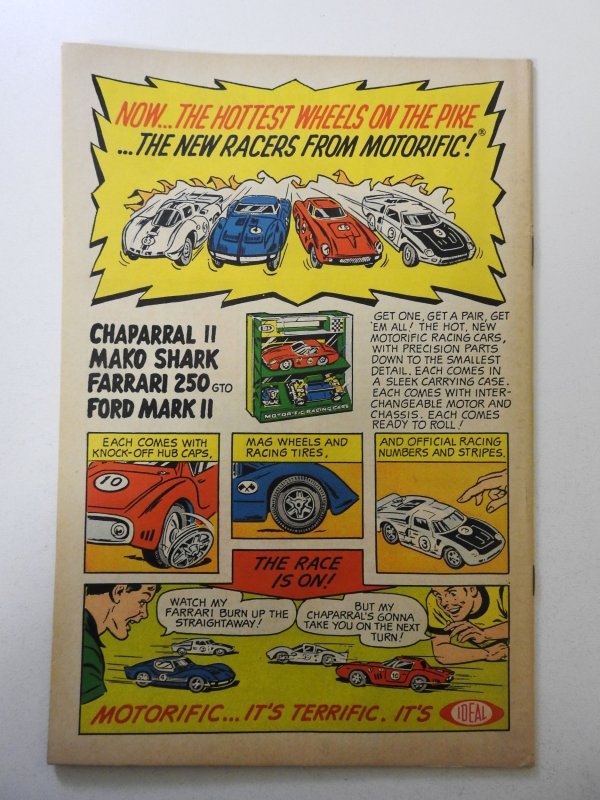 NOW...THE HOTTEST WHEELS ON THE PIKE
...THE NEW RACERS FROM MOTORIFIC!®
CHAPARRAL II
MAKO SHARK
FARRARI 250 GTO
FORD MARK II
MOTORIFIC RACING CARS
GET ONE, GET A PAIR, GET
'EM ALL! THE HOT, NEW
MOTORIFIC RACING CARS,
WITH PRECISION PARTS
DOWN TO THE SMALLEST
DETAIL. EACH COMES IN
A SLEEK CARRYING CASE.
EACH COMES WITH INTER-
CHANGEABLE MOTOR AND
CHASSIS. EACH COMES
READY TO ROLL!
EACH COMES WITH
KNOCK-OFF HUB CAPS,
10
MAG WHEELS AND
RACING TIRES,
AND OFFICIAL RACING
NUMBERS AND STRIPES.
3
THE RACE
IS ON!
WATCH MY
FARRARI BURN UP THE
STRAIGHTAWAY!
BUT MY
CHAPARRAL'S GONNA
TAKE YOU ON THE NEXT
TURN!
10
MOTORIFIC... IT'S TERRIFIC. IT'S IDEAL